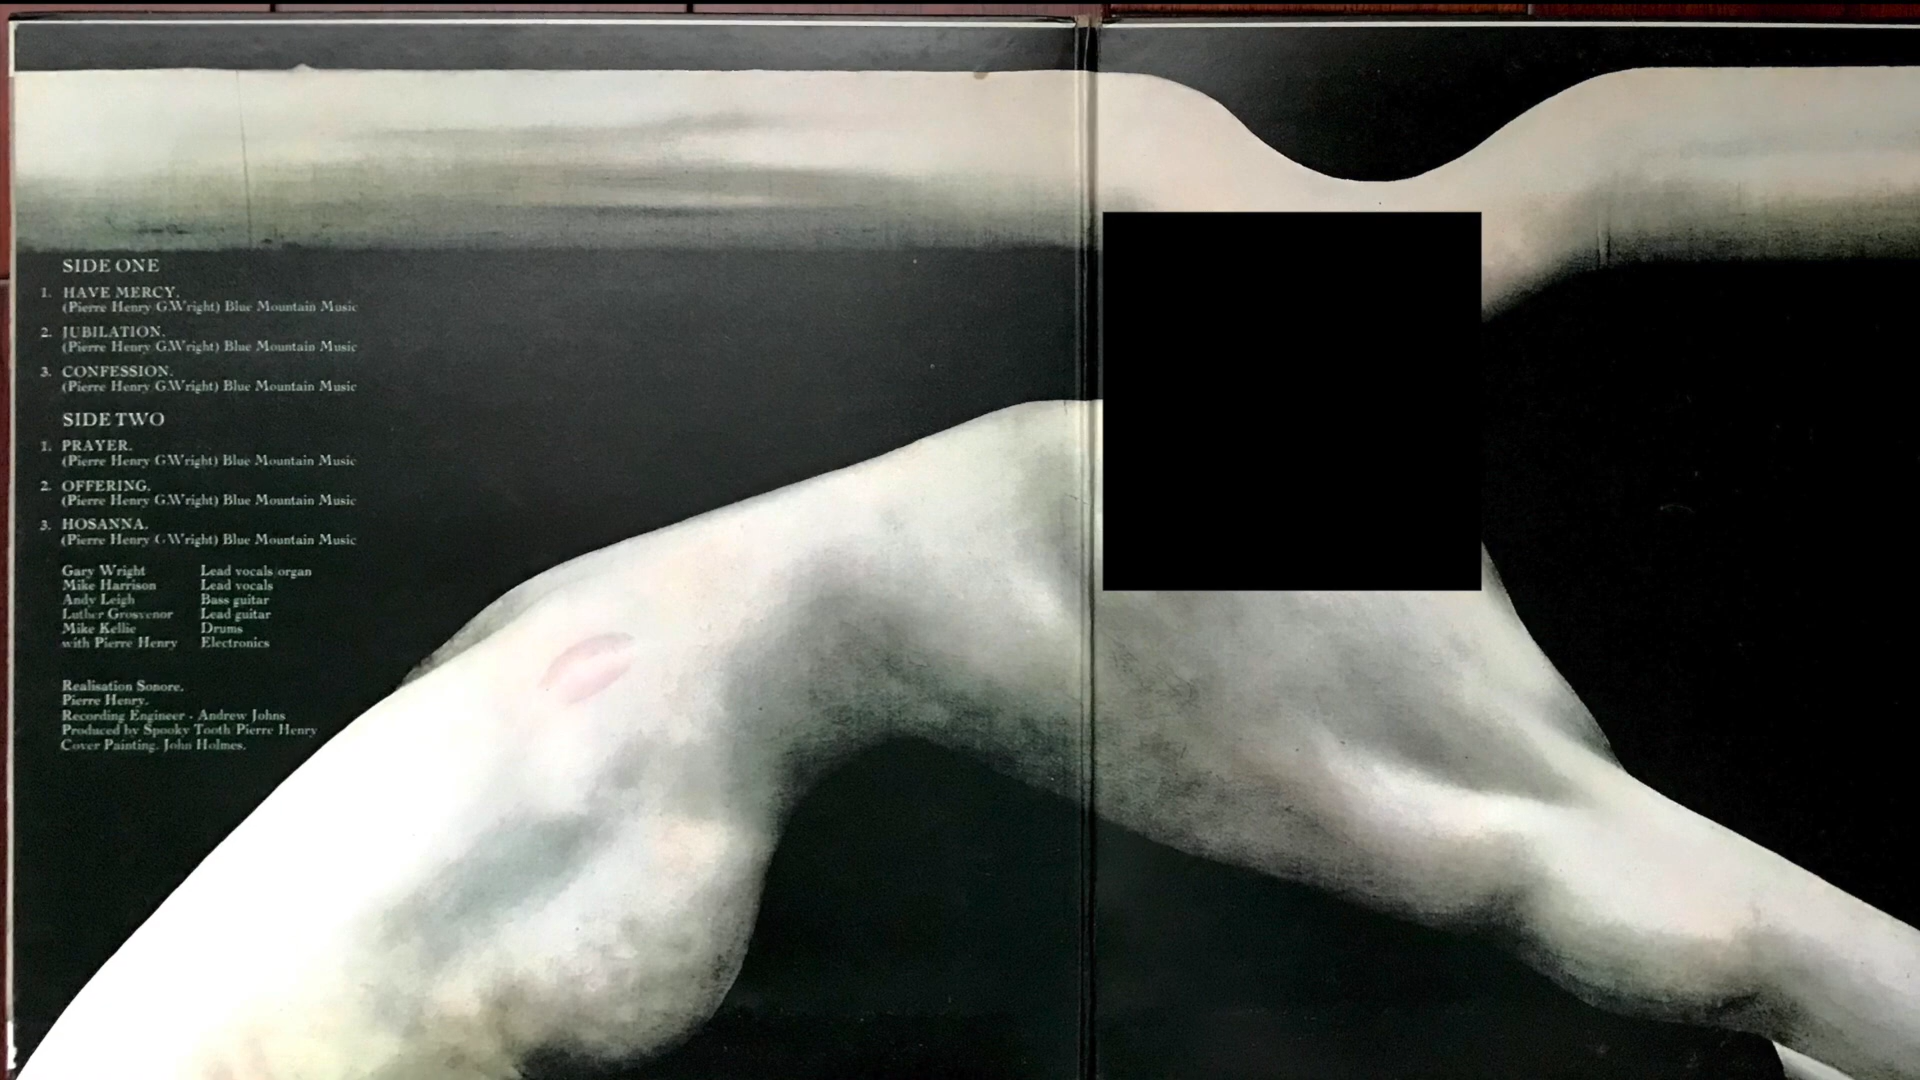 SIDE ONE
1. HAVE MERCY.
(Pierre Henry G.Wright) Blue Mountain Music
2. JUBILATION.
(Pierre Henry G.Wright) Blue Mountain Music
3. CONFESSION.
(Pierre Henry G.Wright) Blue Mountain Music
SIDE TWO
1. PRAYER.
(Pierre Henry G.Wright) Blue Mountain Music
2. OFFERING.
(Pierre Henry G.Wright) Blue Mountain Music
3. HOSANNA.
(Pierre Henry G.Wright) Blue Mountain Music
Gary Wright Lead vocals organ
Mike Harrison Lead vocals
Andy Leigh Bass guitar
Luther Grosvenor Lead guitar
Mike Kellie Drums
with Pierre Henry Electronics
Realisation Sonore.
Pierre Henry.
Recording Engineer - Andrew Johns
Produced by Spooky Tooth Pierre Henry
Cover Painting. John Holmes.